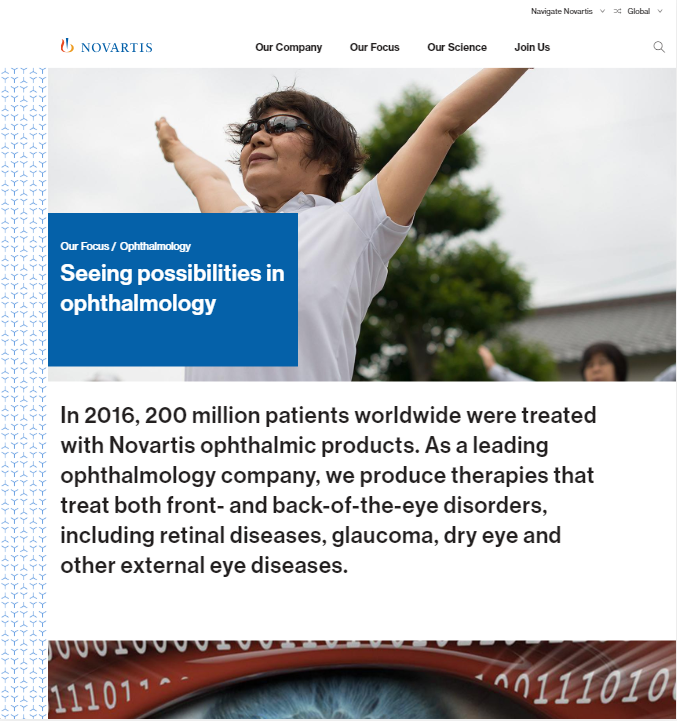 Navigate Novartis
Global
NOVARTIS
Our Company
Our Focus
Our Science
Join Us
Our Focus / Ophthalmology
Seeing possibilities in
ophthalmology
In 2016, 200 million patients worldwide were treated
with Novartis ophthalmic products. As a leading
ophthalmology company, we produce therapies that
treat both front- and back-of-the-eye disorders,
including retinal diseases, glaucoma, dry eye and
other external eye diseases.